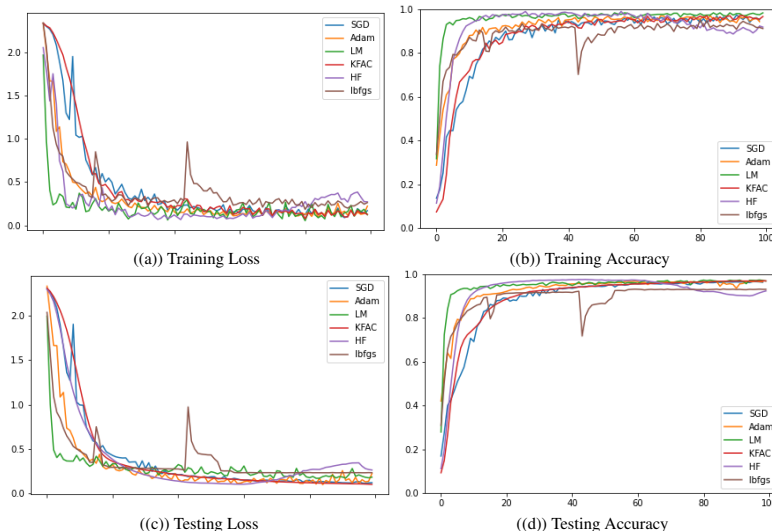 2.0
1.5
1.0
0.5
0.0
SGD
Adam
LM
KFAC
HF
lbfgs
((a)) Training Loss
1.0
0.8
0.6
0.4
0.2
0.0
0 20 40 60 80 100
SGD
Adam
LM
KFAC
HF
lbfgs
((b)) Training Accuracy
2.0
1.5
1.0
0.5
0.0
SGD
Adam
LM
KFAC
HF
lbfgs
((c)) Testing Loss
1.0
0.8
0.6
0.4
0.2
0.0
0 20 40 60 80 100
SGD
Adam
LM
KFAC
HF
lbfgs
((d)) Testing Accuracy